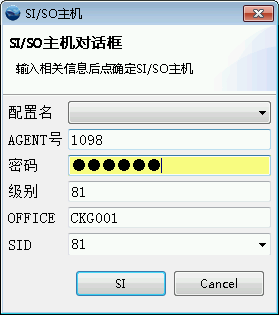 SI/SO主机
SI/SO主机对话框
输入相关信息后点确定SI/SO主机
配置名
AGENT号 1098
密码 ●●●●●●
级别 81
OFFICE CKG001
SID 81
SI Cancel